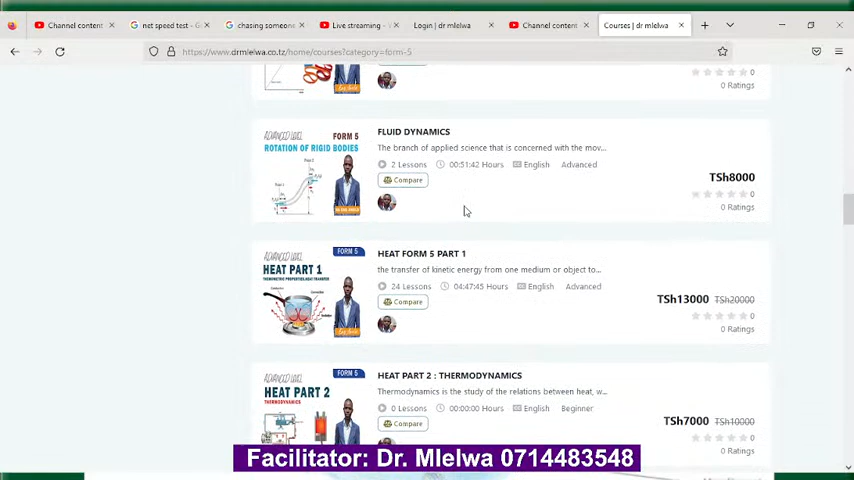 Channel content
net speed test - G
chasing someone
Live streaming - Y
Login | dr mlelwa
Channel content
Courses | dr mlelwa
https://www.drmlelwa.co.tz/home/courses?category=form-5
0
0 Ratings
ADVANCED LEVEL
FORM 5
ROTATION OF RIGID BODIES
FLUID DYNAMICS
The branch of applied science that is concerned with the mov...
2 Lessons 00:51:42 Hours English Advanced
Compare
TSh8000
0
0 Ratings
ADVANCED LEVEL
FORM 5
HEAT PART 1
HEAT FORM 5 PART 1
the transfer of kinetic energy from one medium or object to...
24 Lessons 04:47:45 Hours English Advanced
Compare
TSh13000 TSh20000
0
0 Ratings
ADVANCED LEVEL
FORM 5
HEAT PART 2
THERMODYNAMICS
HEAT PART 2 : THERMODYNAMICS
Thermodynamics is the study of the relations between heat, w...
0 Lessons 00:00:00 Hours English Beginner
Compare
TSh7000 TSh10000
0
0 Ratings
Facilitator: Dr. Mlelwa 0714483548